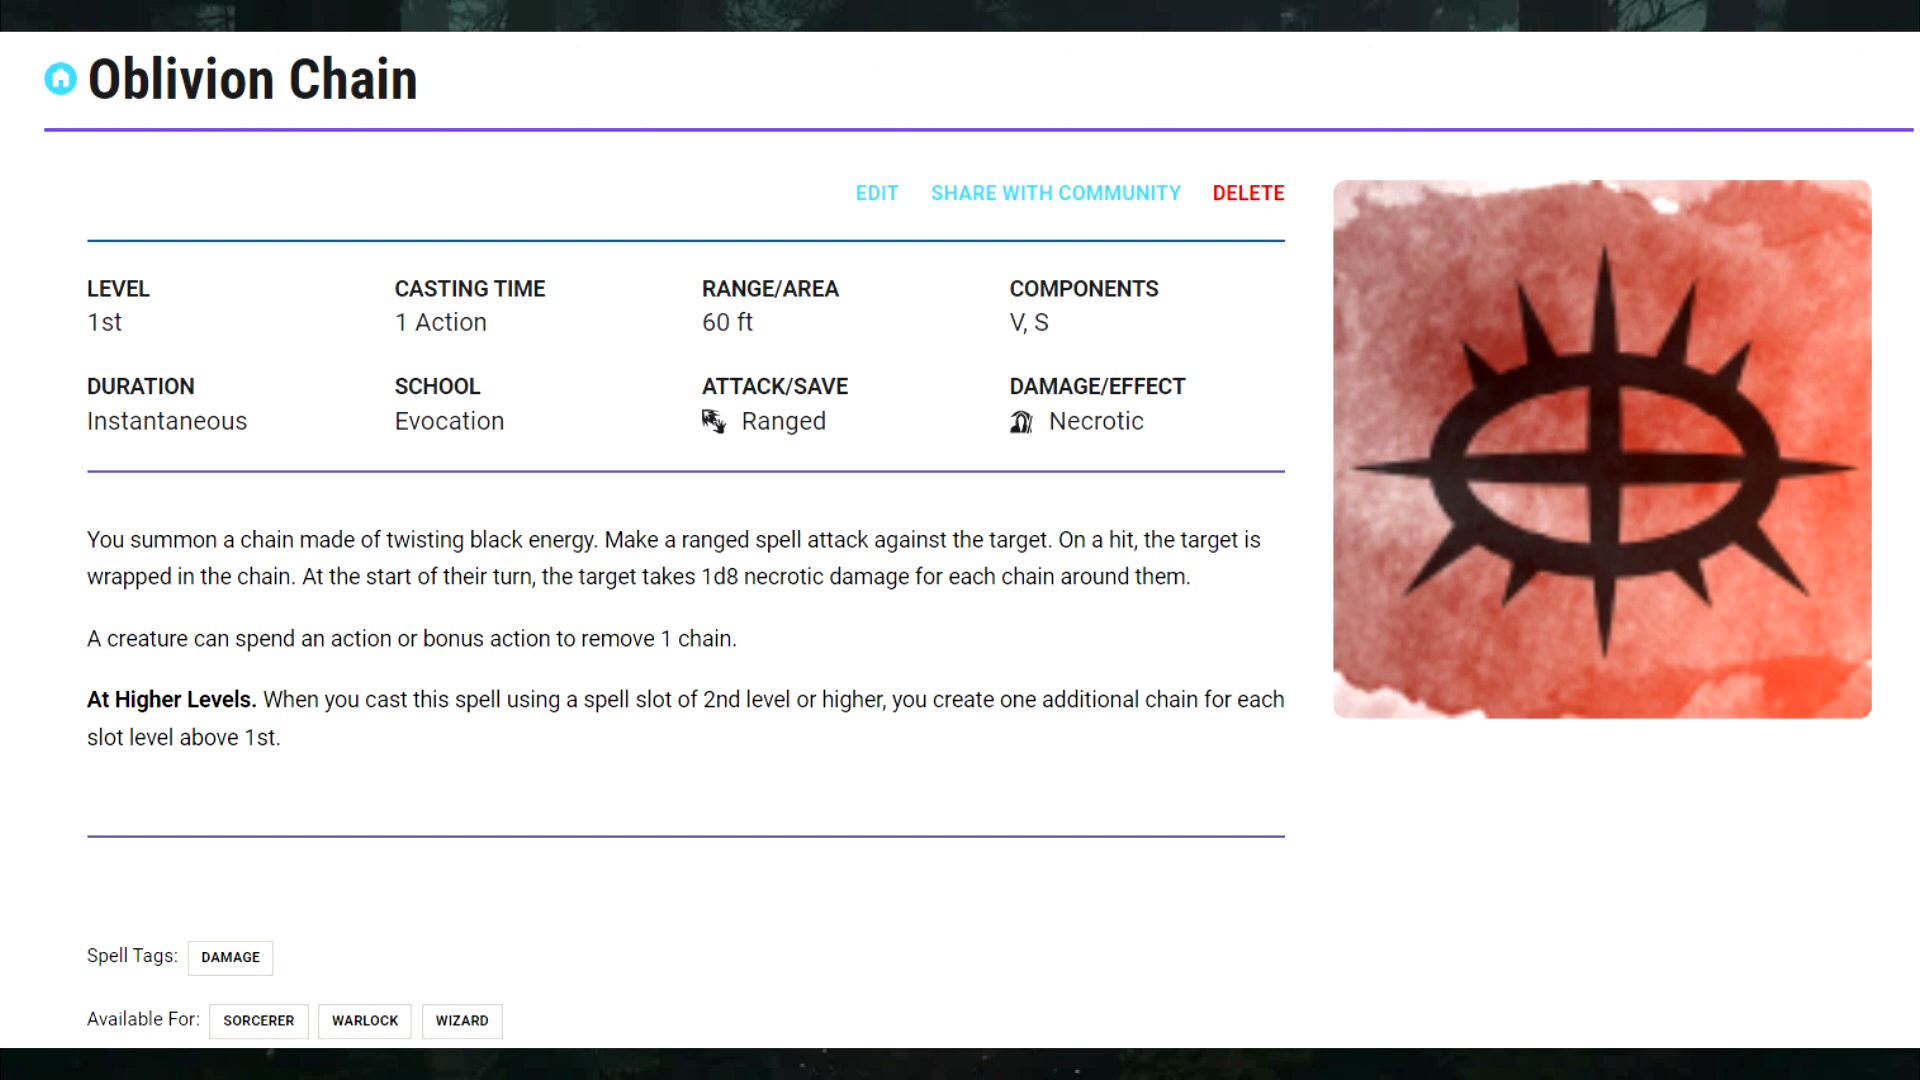 Oblivion Chain
EDIT SHARE WITH COMMUNITY DELETE
LEVEL CASTING TIME RANGE/AREA COMPONENTS
1st 1 Action 60 ft V, S
DURATION SCHOOL ATTACK/SAVE DAMAGE/EFFECT
Instantaneous Evocation Ranged Necrotic
You summon a chain made of twisting black energy. Make a ranged spell attack against the target. On a hit, the target is
wrapped in the chain. At the start of their turn, the target takes 1d8 necrotic damage for each chain around them.
A creature can spend an action or bonus action to remove 1 chain.
At Higher Levels. When you cast this spell using a spell slot of 2nd level or higher, you create one additional chain for each
slot level above 1st.
Spell Tags: DAMAGE
Available For: SORCERER WARLOCK WIZARD